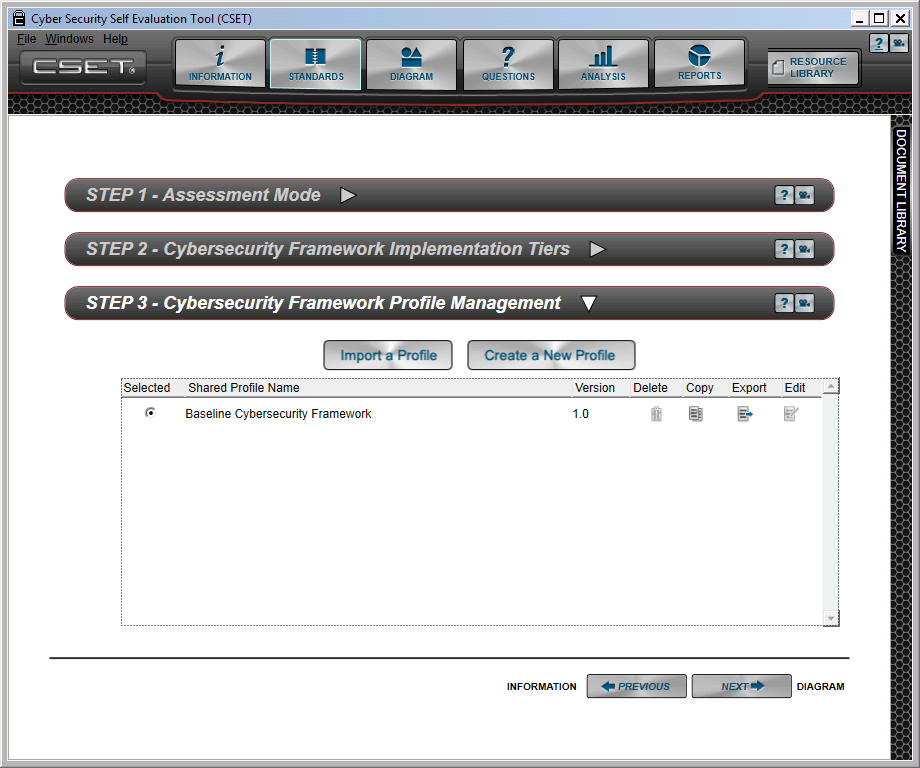 Cyber Security Self Evaluation Tool (CSET)
File Windows Help
CSET®
INFORMATION
STANDARDS
DIAGRAM
QUESTIONS
ANALYSIS
REPORTS
RESOURCE
LIBRARY
?
DOCUMENT LIBRARY
STEP 1 - Assessment Mode
?
STEP 2 - Cybersecurity Framework Implementation Tiers
?
STEP 3 - Cybersecurity Framework Profile Management
?
Import a Profile Create a New Profile
Selected Shared Profile Name Version Delete Copy Export Edit
Baseline Cybersecurity Framework 1.0
INFORMATION PREVIOUS NEXT DIAGRAM